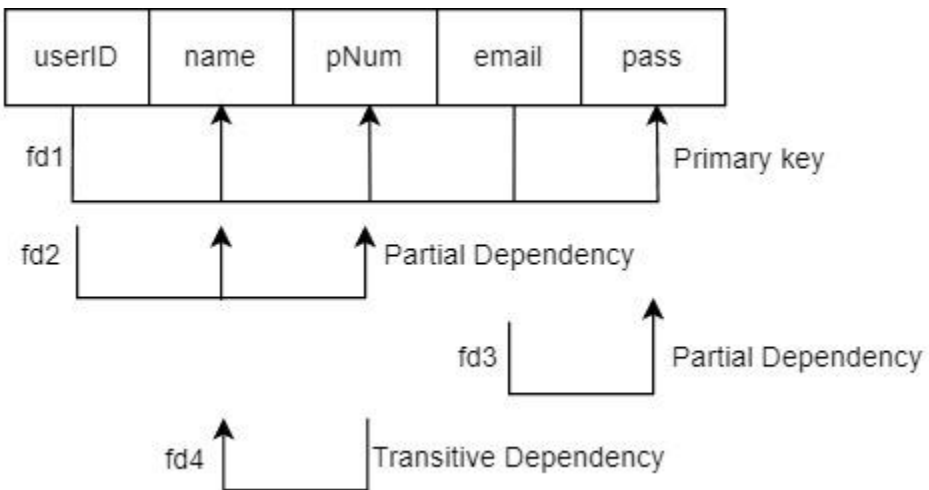 userID name pNum email pass
fd1 Primary key
fd2 Partial Dependency
fd3 Partial Dependency
fd4 Transitive Dependency